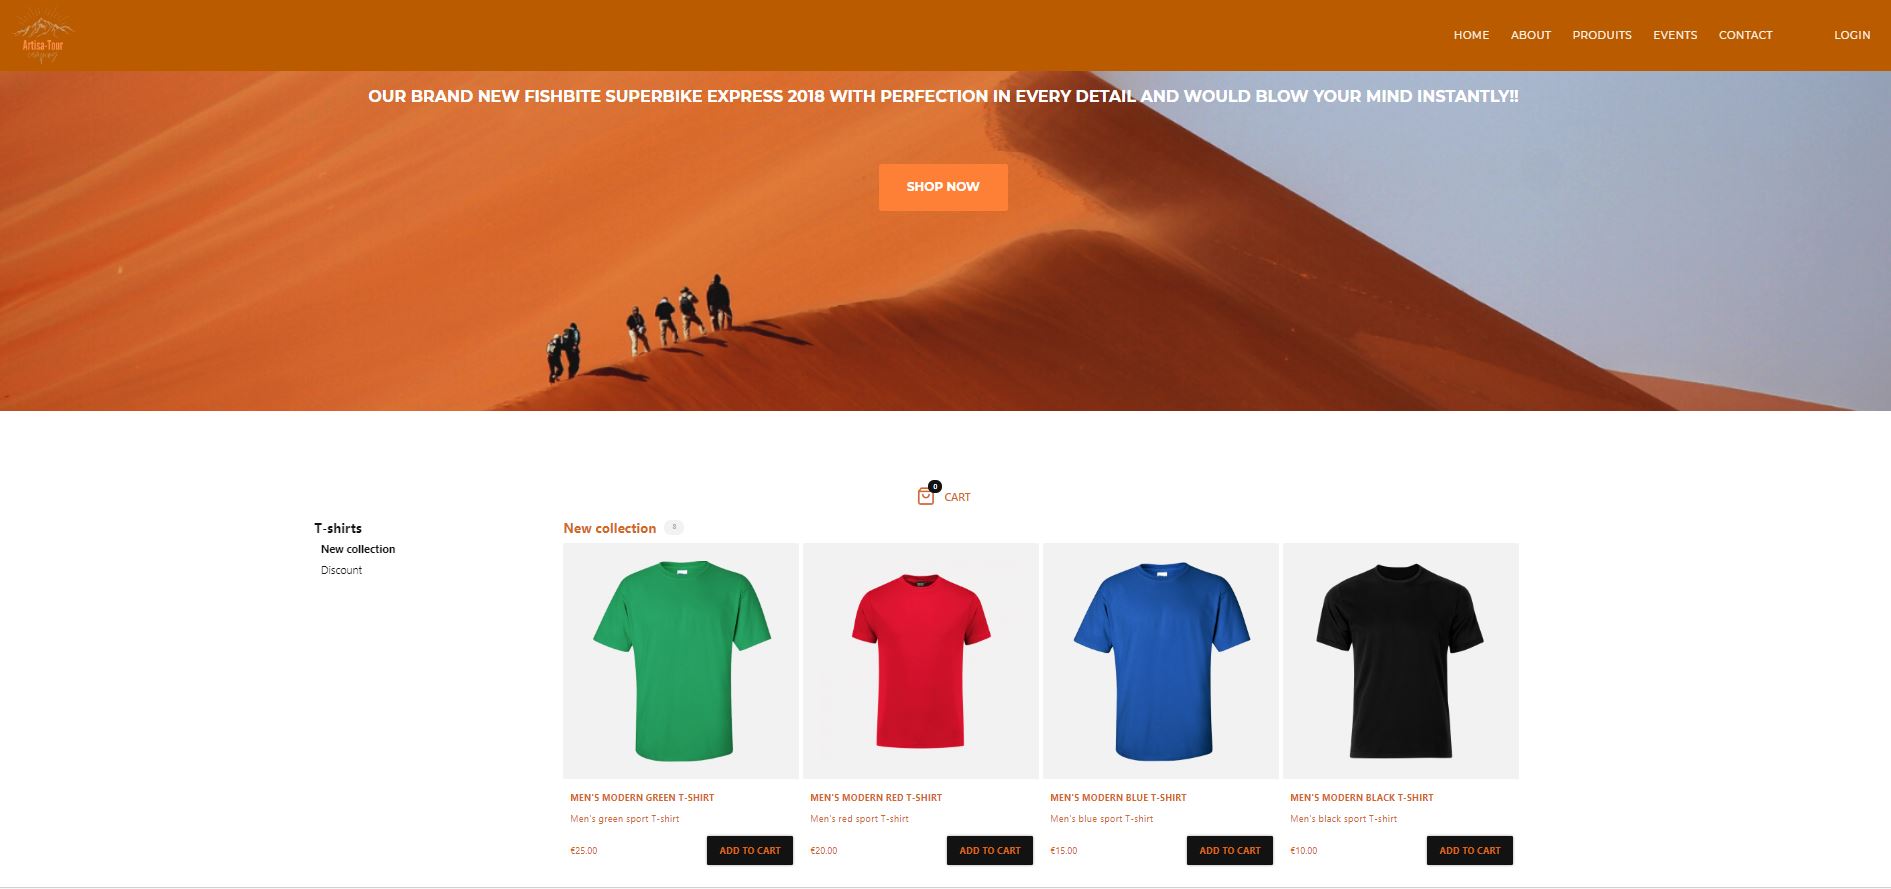 Artisa-Tour
HOME ABOUT PRODUITS EVENTS CONTACT LOGIN
OUR BRAND NEW FISHBITE SUPERBIKE EXPRESS 2018 WITH PERFECTION IN EVERY DETAIL AND WOULD BLOW YOUR MIND INSTANTLY!!
SHOP NOW
0
CART
T-shirts
New collection
Discount
New collection 8
MEN'S MODERN GREEN T-SHIRT
Men's green sport T-shirt
€25.00 ADD TO CART
MEN'S MODERN RED T-SHIRT
Men's red sport T-shirt
€20.00 ADD TO CART
MEN'S MODERN BLUE T-SHIRT
Men's blue sport T-shirt
€15.00 ADD TO CART
MEN'S MODERN BLACK T-SHIRT
Men's black sport T-shirt
€10.00 ADD TO CART